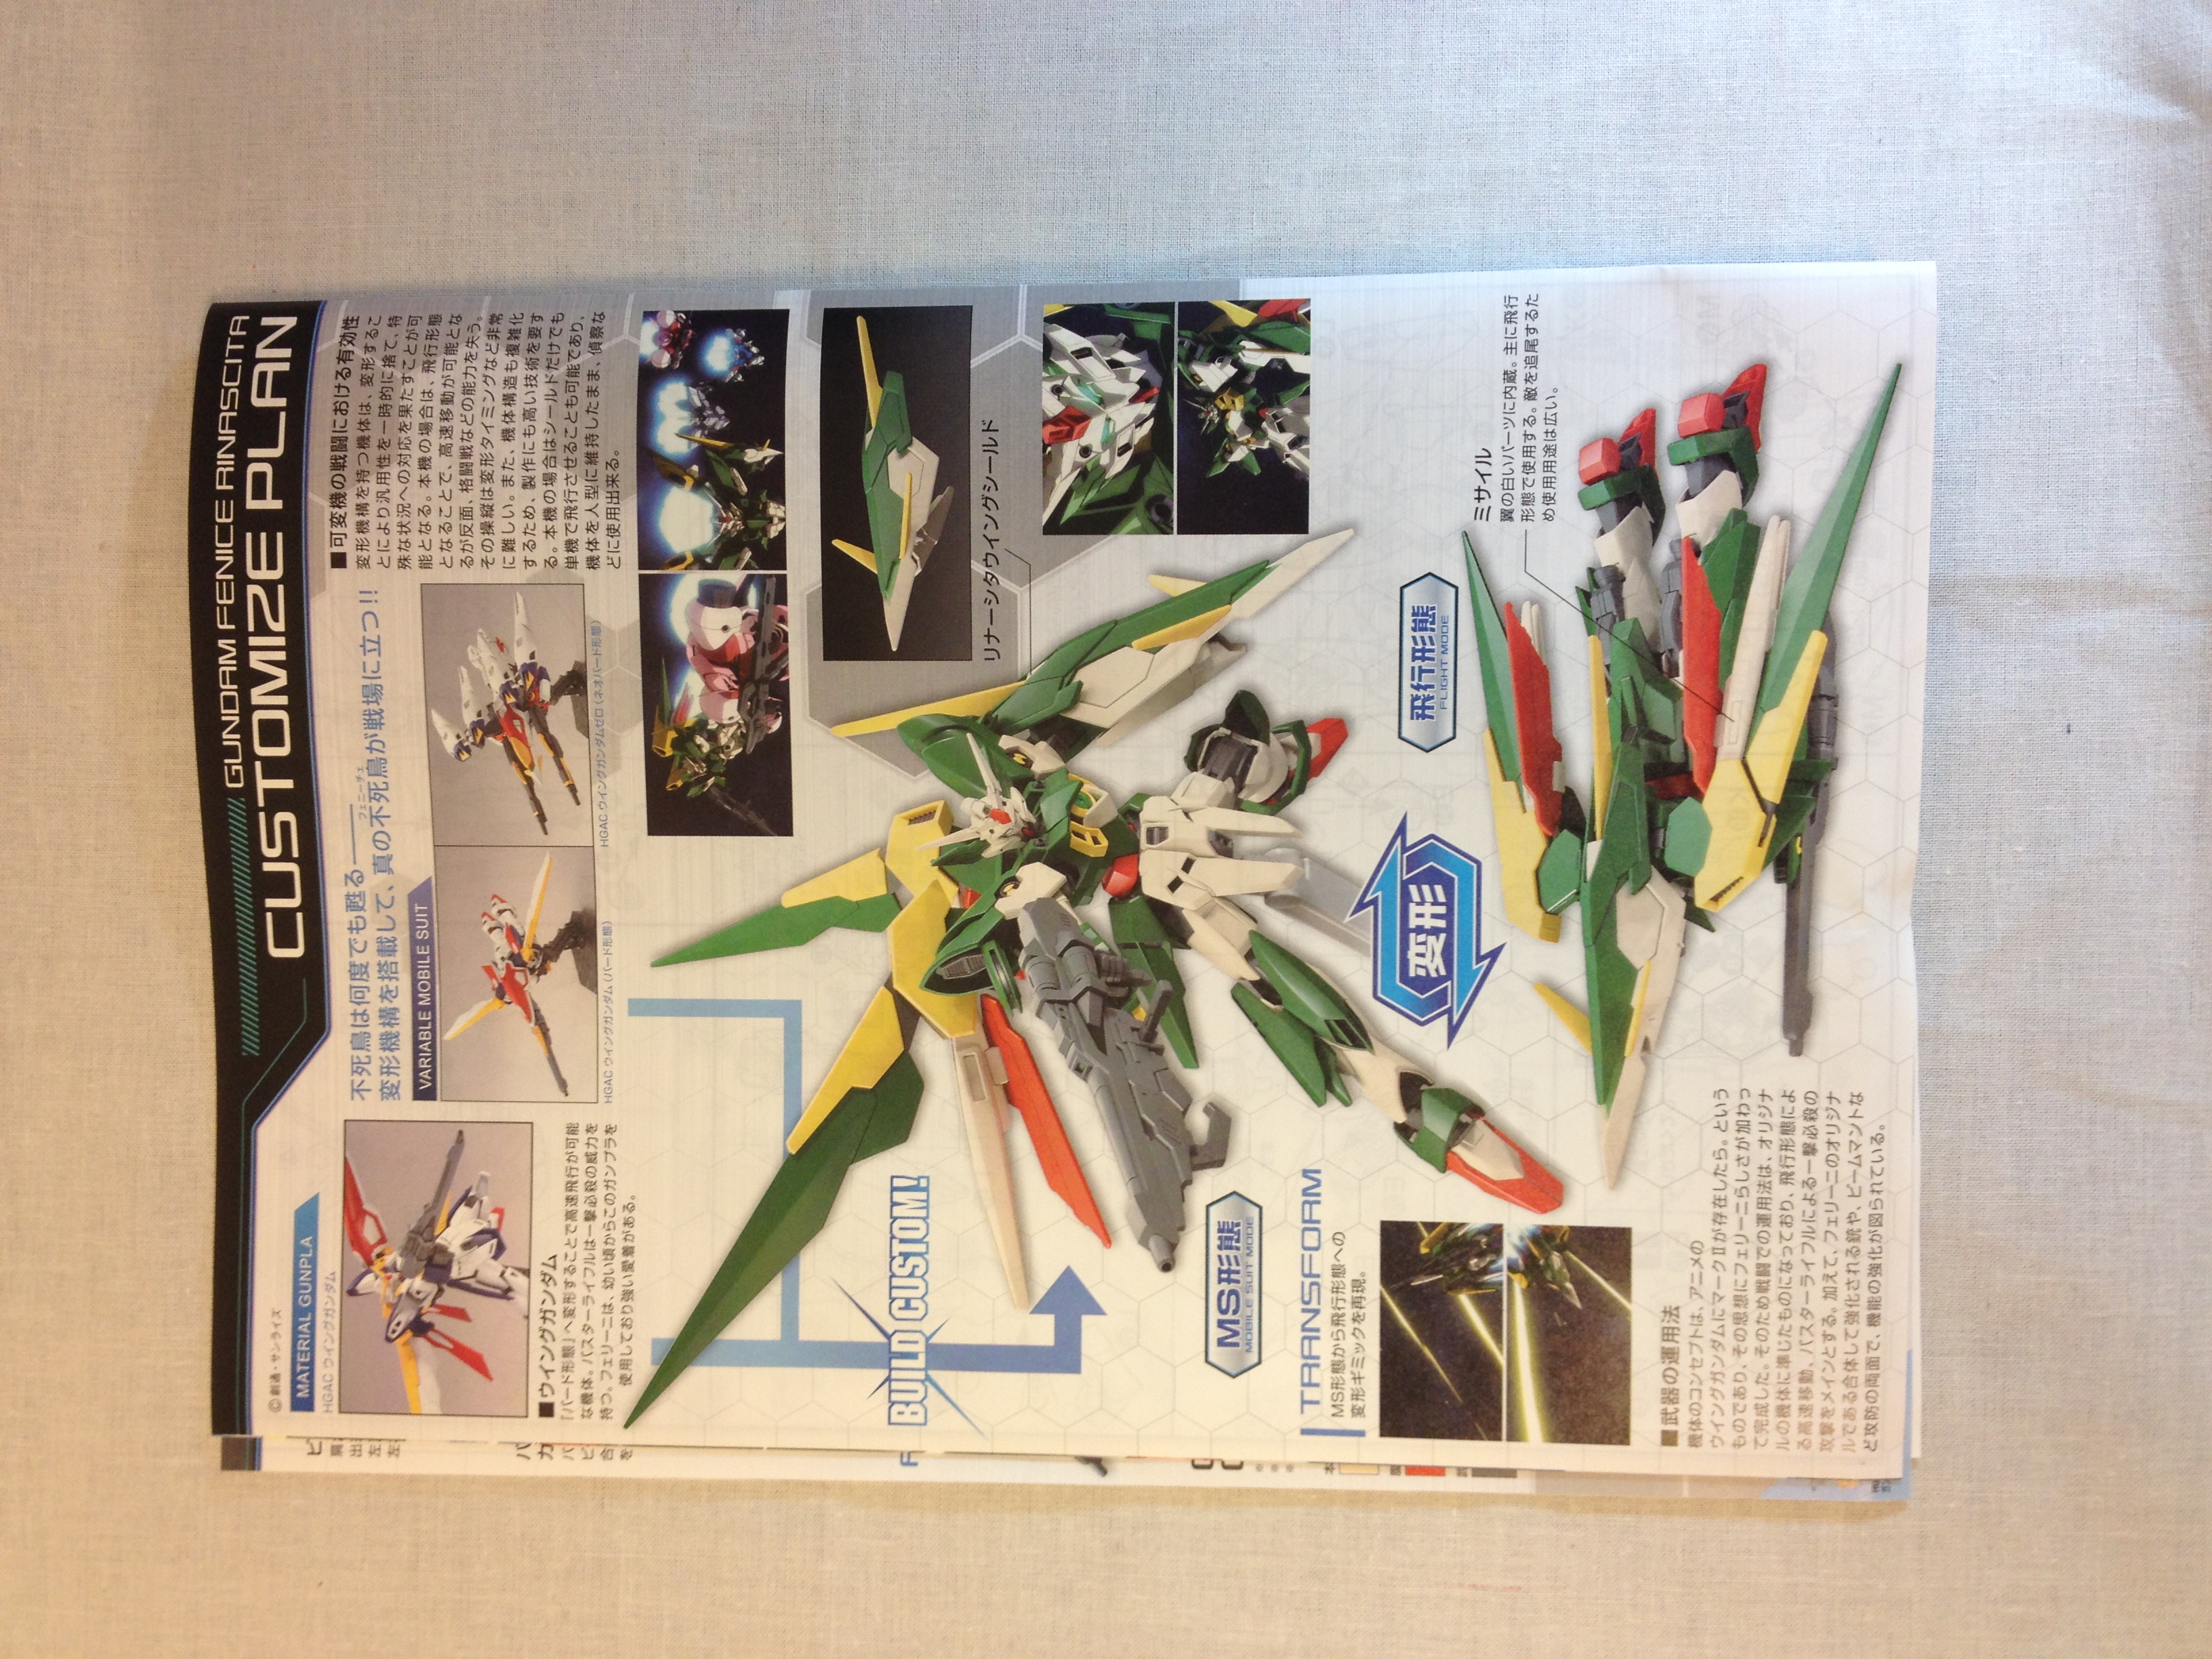 GUNDAM FENICE RINASCITA
CUSTOMIZE PLAN
©創通・サンライズ
MATERIAL GUNPLA
HGAC ウイングガンダム
■ウイングガンダム
「バード形態」へ変形することで高速飛行が可能
な機体。バスターライフルは一撃必殺の威力を
持つ。フェリーニは、幼い頃からこのガンプラを
使用しており強い愛着がある。
不死鳥は何度でも甦る──
フェニーチェ
変形機構を搭載して、真の不死鳥が戦場に立つ!!
VARIABLE MOBILE SUIT
HGAC ウイングガンダム(バード形態)
HGAC ウイングガンダムゼロ(ネオバード形態)
■可変機の戦闘における有効性
変形機構を持つ機体は、変形するこ
とにより汎用性を一時的に捨て、特
殊な状況への対応を果たすことが可
能となる。本機の場合は、飛行形態
となることで、高速移動が可能とな
るが反面、格闘戦などの能力を失う。
その操縦は変形タイミングなど非常
に難しい。また、機体構造も複雑化
するため、製作にも高い技術を要す
る。本機の場合はシールドだけでも
単機で飛行させることも可能であり、
機体を人型に維持したまま、偵察な
どに使用出来る。
BUILD CUSTOM!
リナーシタウイングシールド
MS形態
MOBILE SUIT MODE
TRANSFORM
MS形態から飛行形態への
変形ギミックを再現。
変形
飛行形態
FLIGHT MODE
ミサイル
翼の白いパーツに内蔵。主に飛行
形態で使用する。敵を追尾するた
め使用用途は広い。
■武器の運用法
機体のコンセプトは、アニメの
ウイングガンダムにマークⅡが存在したら。という
ものであり、その思想にフェリーニらしさが加わっ
て完成した。そのため戦闘での運用法は、オリジナ
ルの機体に準じたものになっており、飛行形態によ
る高速移動、バスターライフルによる一撃必殺の
攻撃をメインとする。加えて、フェリーニのオリジナ
ルである合体して強化される銃や、ビームマントな
ど攻防の両面で、機能の強化が図られている。